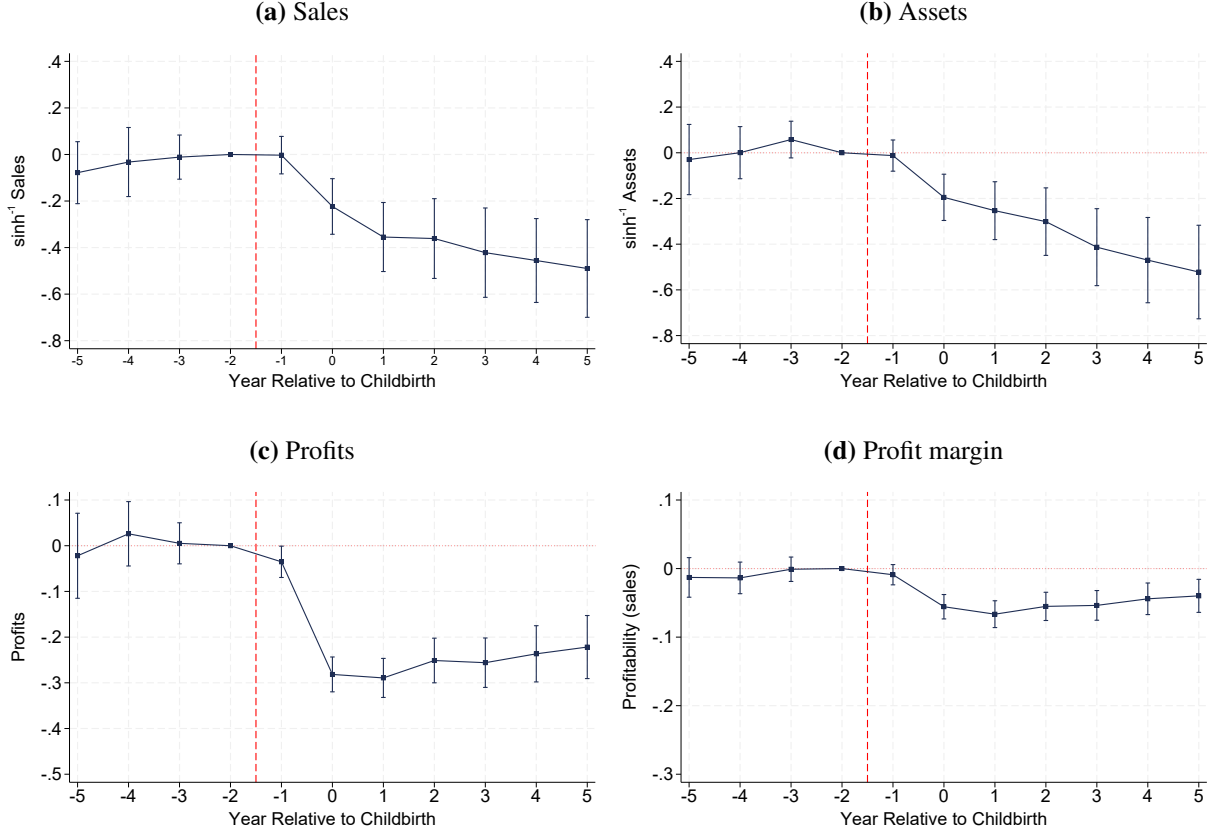 (a) Sales
.4
.2
0
-.2
-.4
-.6
-.8
sinh⁻¹ Sales
-5 -4 -3 -2 -1 0 1 2 3 4 5
Year Relative to Childbirth
(b) Assets
.4
.2
0
-.2
-.4
-.6
-.8
sinh⁻¹ Assets
-5 -4 -3 -2 -1 0 1 2 3 4 5
Year Relative to Childbirth
(c) Profits
.1
0
-.1
-.2
-.3
-.4
-.5
Profits
-5 -4 -3 -2 -1 0 1 2 3 4 5
Year Relative to Childbirth
(d) Profit margin
.1
0
-.1
-.2
-.3
Profitability (sales)
-5 -4 -3 -2 -1 0 1 2 3 4 5
Year Relative to Childbirth